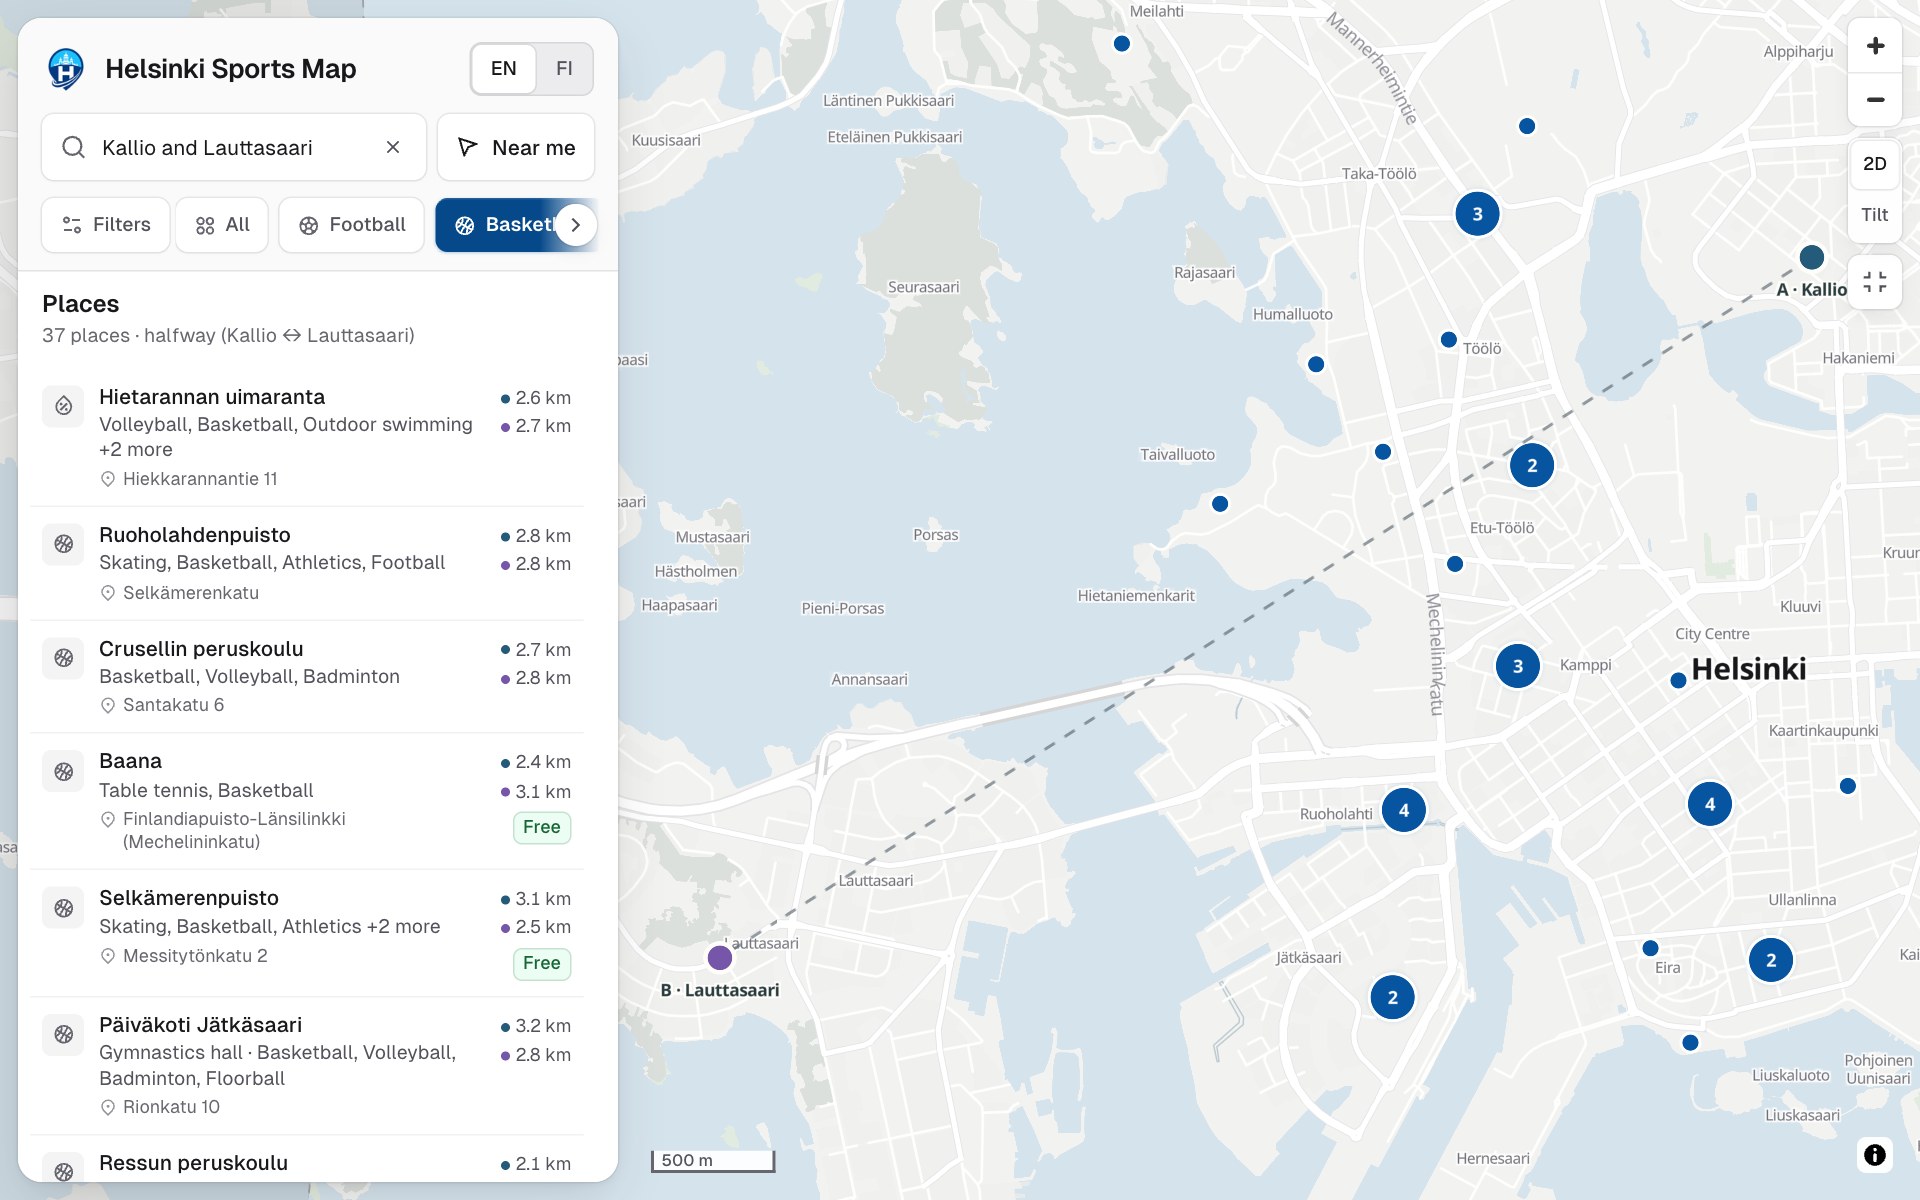 Helsinki Sports Map
EN
FI
Kallio and Lauttasaari
Near me
Filters
All
Football
Places
37 places · halfway (Kallio ↔ Lauttasaari)
Hietarannan uimaranta
2.6 km
Volleyball, Basketball, Outdoor swimming
2.7 km
+2 more
Hiekkarannantie 11
Ruoholahdenpuisto
2.8 km
Skating, Basketball, Athletics, Football
2.8 km
Selkämerenkatu
Crusellin peruskoulu
2.7 km
Basketball, Volleyball, Badminton
2.8 km
Santakatu 6
Baana
2.4 km
Table tennis, Basketball
3.1 km
Finlandiapuisto-Länsilinkki
(Mechelininkatu)
Free
Selkämerenpuisto
3.1 km
Skating, Basketball, Athletics +2 more
2.5 km
Messitytönkatu 2
Free
Päiväkoti Jätkäsaari
3.2 km
Gymnastics hall · Basketball, Volleyball,
2.8 km
Badminton, Floorball
Rionkatu 10
Ressun peruskoulu
2.1 km
Meilahti
Mannerheimintie
Alppiharju
Läntinen Pukkisaari
Eteläinen Pukkisaari
Kuusisaari
Taka-Töölö
3
2D
Tilt
A · Kallio
Rajasaari
Seurasaari
Humalluoto
Töölö
Hakaniemi
Taivalluoto
2
Etu-Töölö
Mustasaari
Porsas
Hästholmen
Haapasaari
Pieni-Porsas
Hietaniemenkarit
Mechelininkatu
Kluuvi
City Centre
Helsinki
3
Kamppi
Annansaari
Kaartinkaupunki
Ruoholahti
4
4
Lauttasaari
Ullanlinna
Lauttasaari
B · Lauttasaari
Jätkäsaari
2
Eira
2
Liuskaluoto
Pohjoinen
Uunisaari
Liuskasaari
Hernesaari
500 m